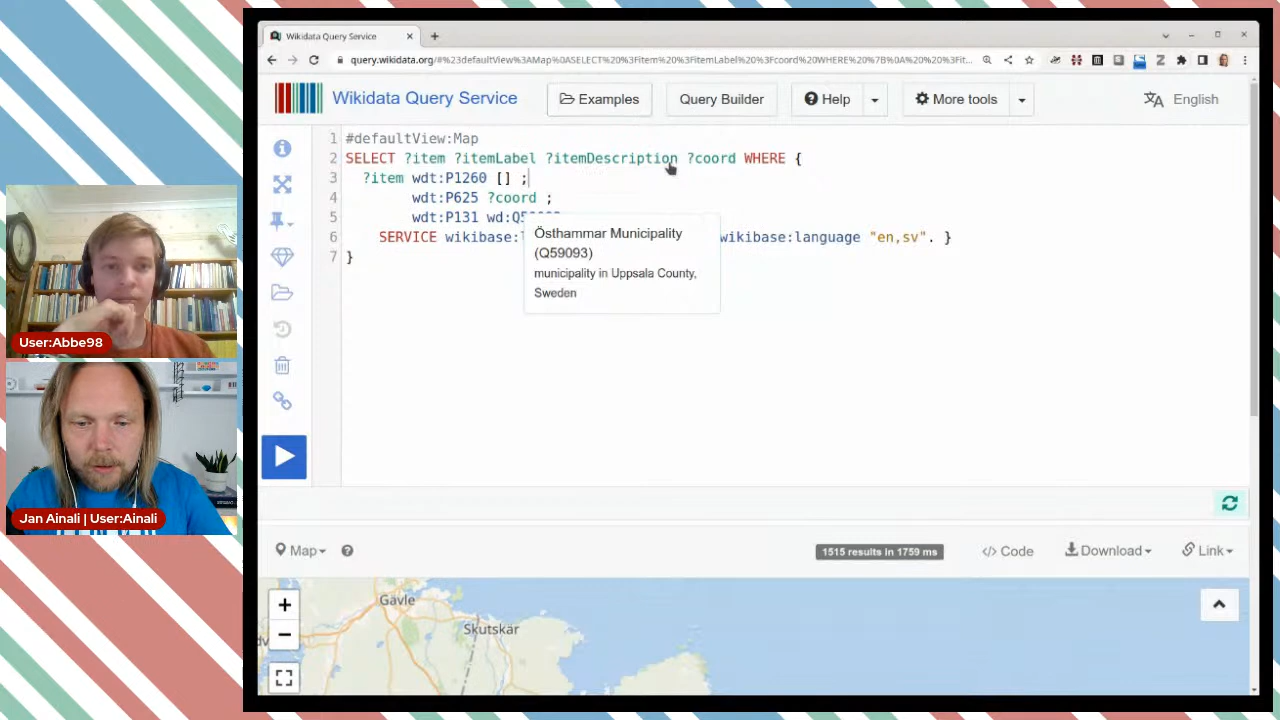 Wikidata Query Service
query.wikidata.org/#%23defaultView%3AMap%0ASELECT%20%3Fitem%20%3FitemLabel%20%3FitemDescription%20%3Fcoord%20WHERE%20%7B%0A%20%20%3Fit...
Wikidata Query Service
Examples
Query Builder
Help
More tools
English
1 #defaultView:Map
2 SELECT ?item ?itemLabel ?itemDescription ?coord WHERE {
3 ?item wdt:P1260 [] ;
4 wdt:P625 ?coord ;
5 wdt:P131
6 SERVICE wikibase:language "en,sv". }
7 }
Östhammar Municipality
(Q59093)
municipality in Uppsala County,
Sweden
User:Abbe98
Jan Ainali | User:Ainali
Map
1515 results in 1759 ms
</> Code
Download
Link
+
−
Gävle
Skutskär